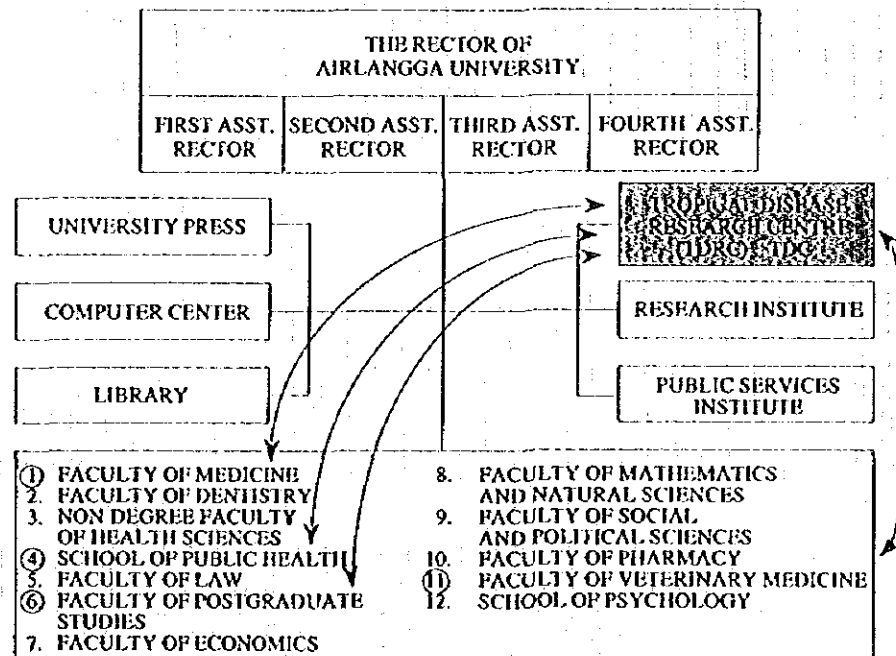 THE RECTOR OF
AIRLANGGA UNIVERSITY
FIRST ASST.
RECTOR
SECOND ASST.
RECTOR
THIRD ASST.
RECTOR
FOURTH ASST.
RECTOR
UNIVERSITY PRESS
COMPUTER CENTER
LIBRARY
TROPICAL DISEASE
RESEARCH CENTRE
(TDRC) - TDC
RESEARCH INSTITUTE
PUBLIC SERVICES
INSTITUTE
1 FACULTY OF MEDICINE
2. FACULTY OF DENTISTRY
3. NON DEGREE FACULTY
OF HEALTH SCIENCES
4 SCHOOL OF PUBLIC HEALTH
5. FACULTY OF LAW
6 FACULTY OF POSTGRADUATE
STUDIES
7. FACULTY OF ECONOMICS
8. FACULTY OF MATHEMATICS
AND NATURAL SCIENCES
9. FACULTY OF SOCIAL
AND POLITICAL SCIENCES
10. FACULTY OF PHARMACY
11 FACULTY OF VETERINARY MEDICINE
12. SCHOOL OF PSYCHOLOGY